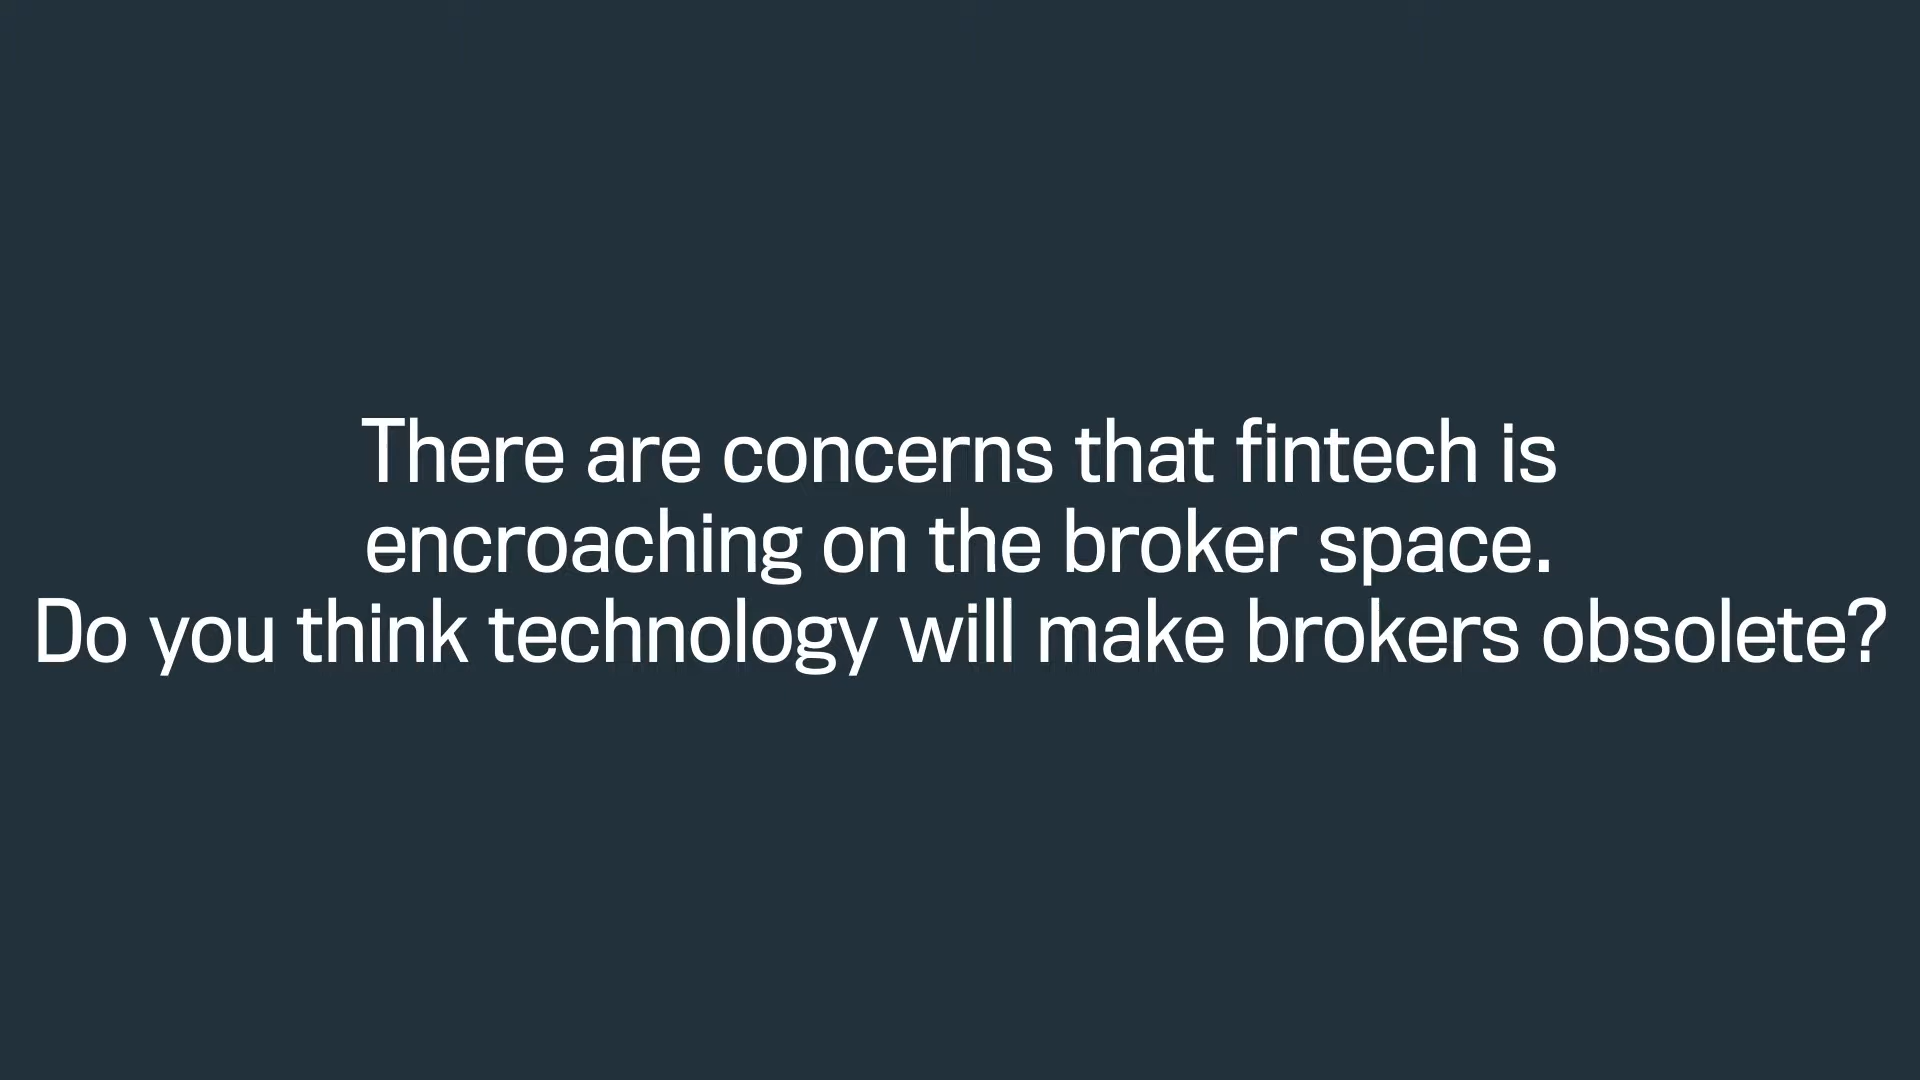 There are concerns that fintech is
encroaching on the broker space.
Do you think technology will make brokers obsolete?